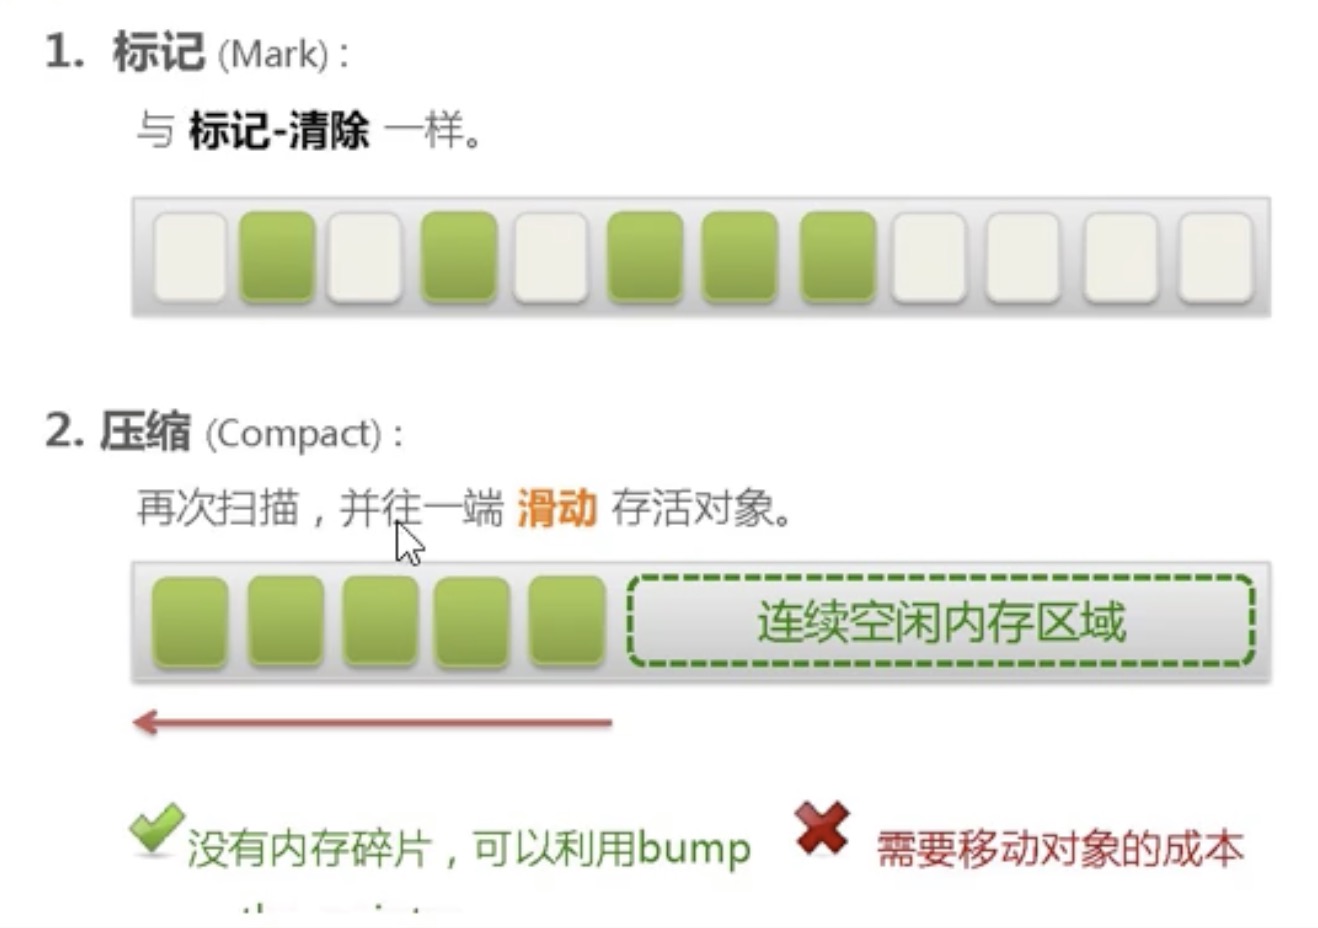 1. 标记 (Mark) :
与 标记-清除 一样。
2. 压缩 (Compact) :
再次扫描，并往一端 滑动 存活对象。
连续空闲内存区域
没有内存碎片，可以利用bump
需要移动对象的成本